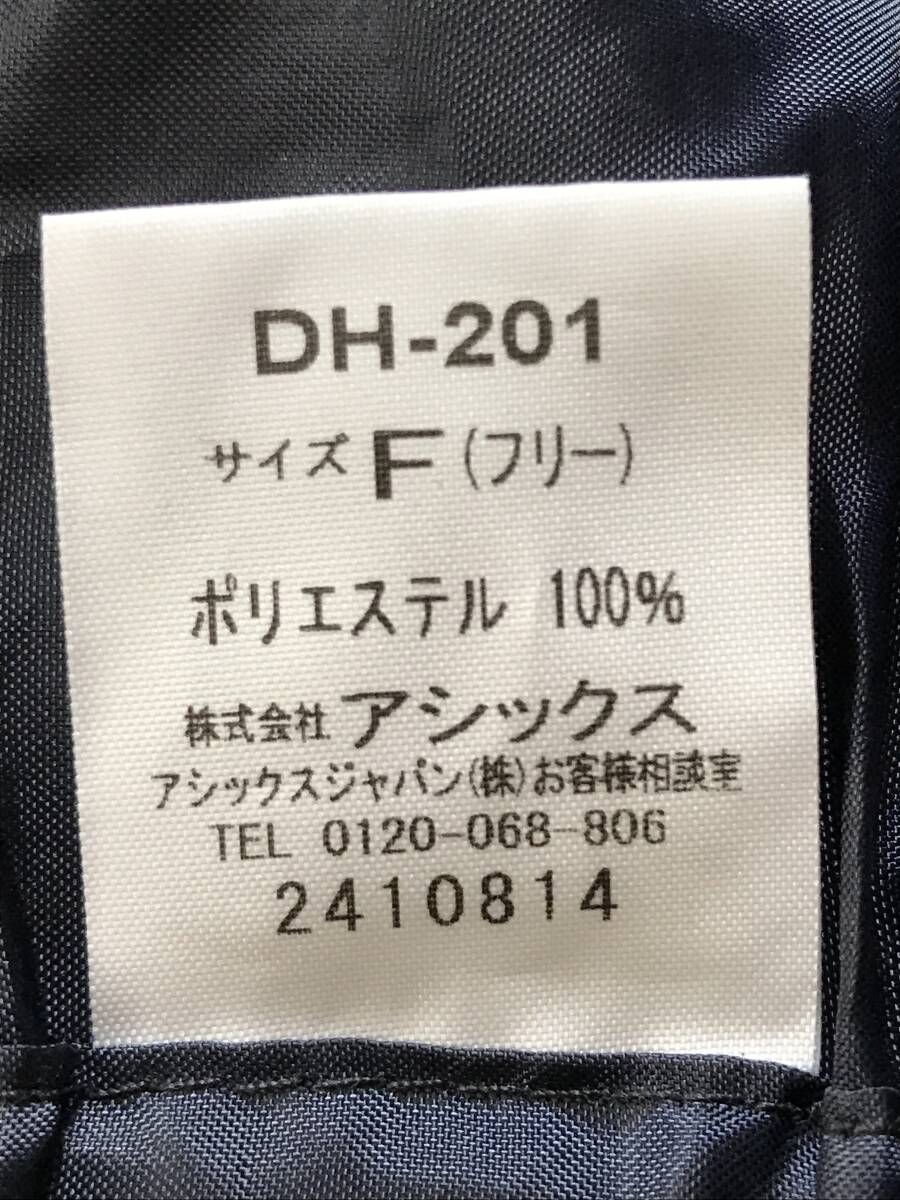 DH-201
サイズ F (フリー)
ポリエステル 100%
株式会社 アシックス
アシックスジャパン(株)お客様相談室
TEL 0120-068-806
2410814